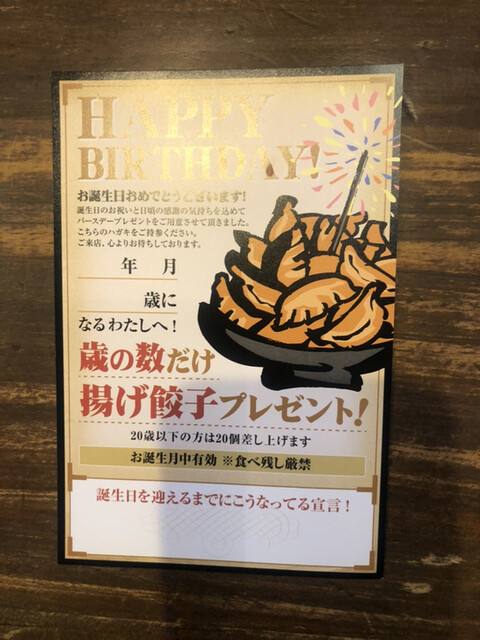 HAPPY
BIRTHDAY!
お誕生日おめでとうございます!
誕生日のお祝いと日頃の感謝の気持ちを込めて
バースデープレゼントをご用意させて頂きました。
こちらのハガキをご持参ください。
ご来店、心よりお待ちしております。
年 月
歳に
なるわたしへ!
歳の数だけ
揚げ餃子プレゼント!
20歳以下の方は20個差し上げます
お誕生月中有効 ※食べ残し厳禁
誕生日を迎えるまでにこうなってる宣言!